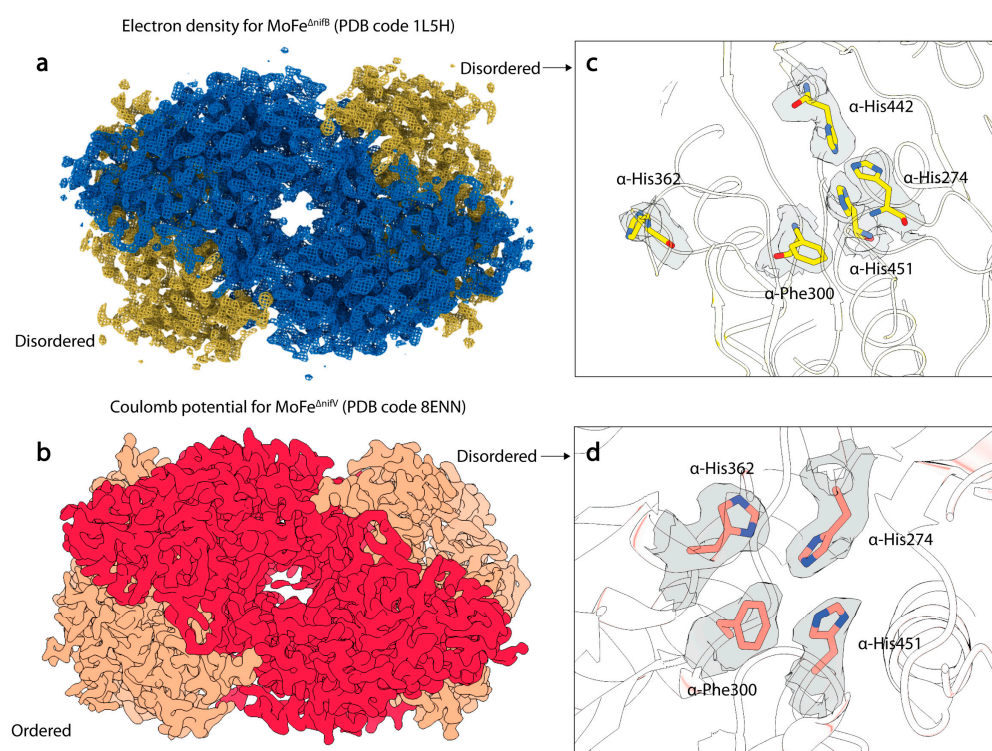 Electron density for MoFe^ΔnifB (PDB code 1L5H)
a
Disordered
c
α-His442
α-His362
α-His274
α-His451
α-Phe300
Disordered
Coulomb potential for MoFe^ΔnifV (PDB code 8ENN)
b
Disordered
d
α-His362
α-His274
α-His451
α-Phe300
Ordered